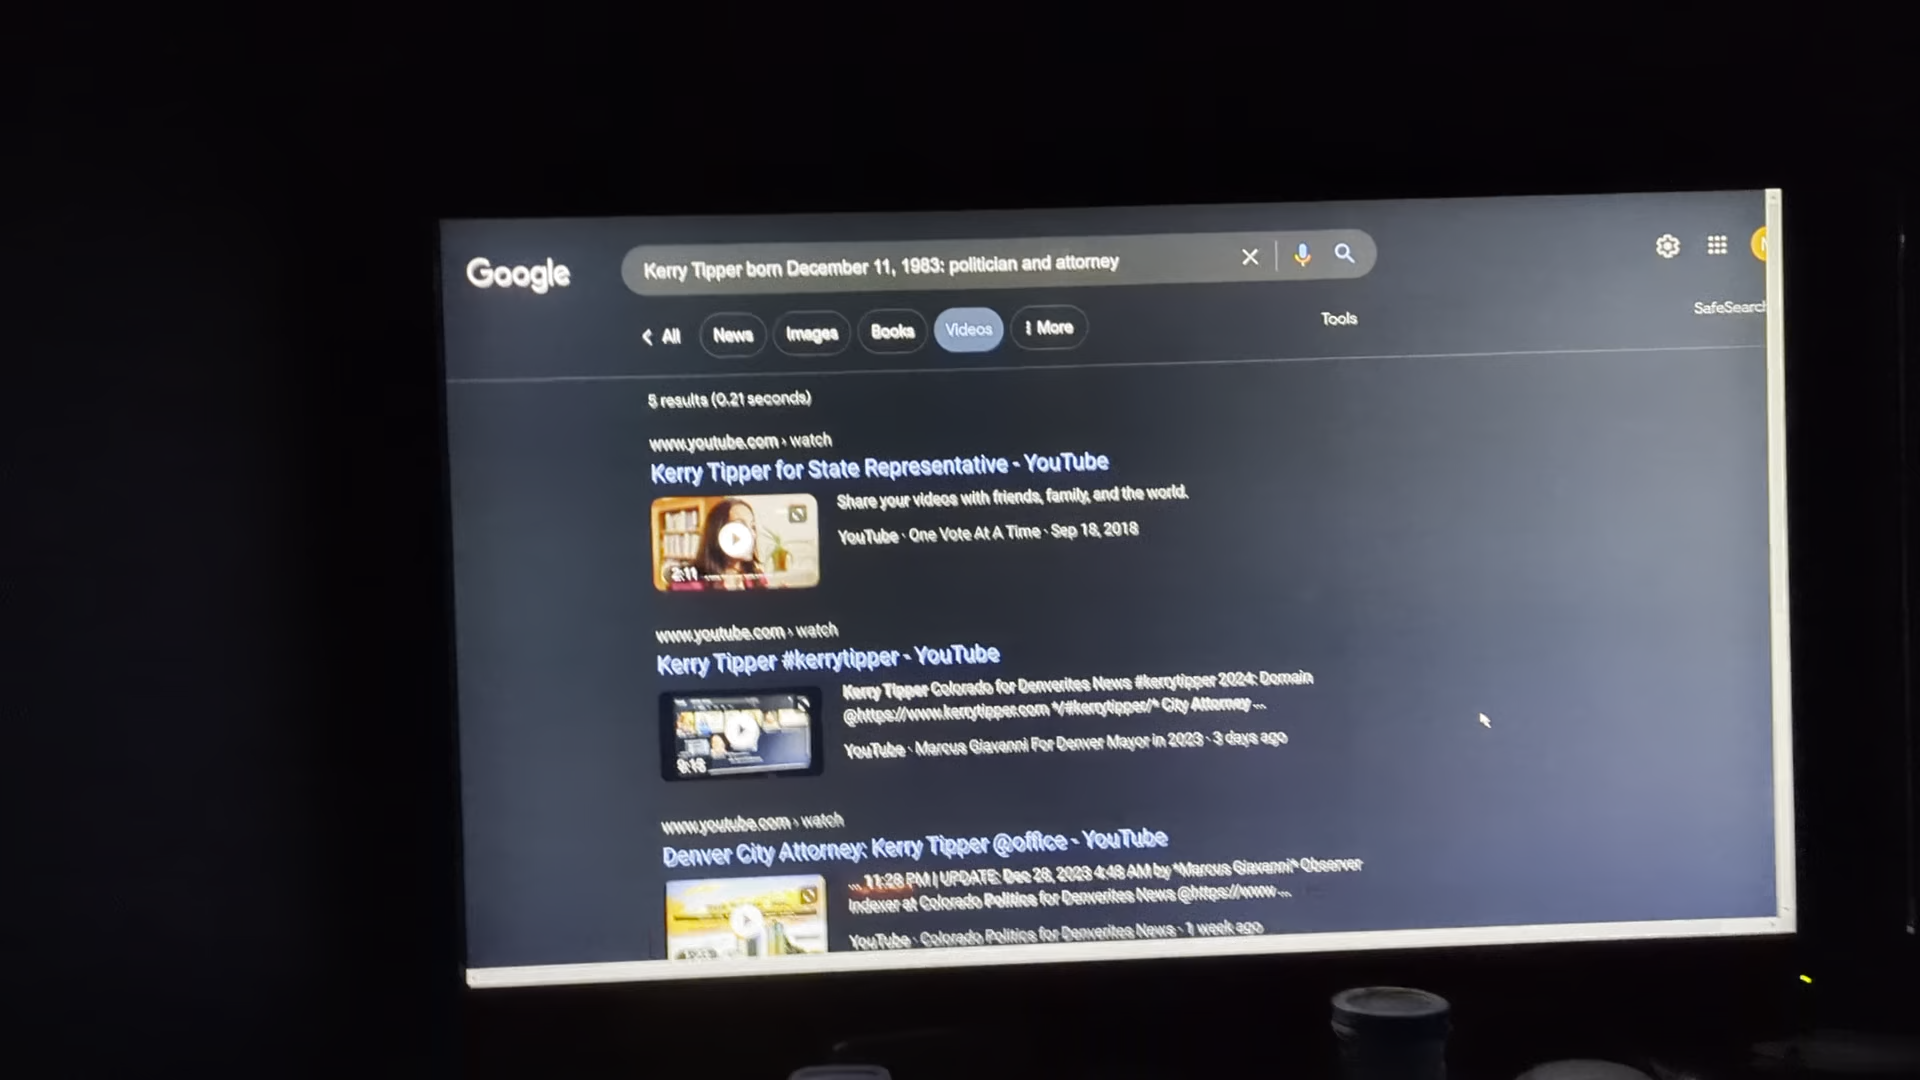 Google
Kerry Tipper born December 11, 1983: politician and attorney
All News Images Books Videos More
Tools
SafeSearch
5 results (0.21 seconds)
www.youtube.com › watch
Kerry Tipper for State Representative - YouTube
Share your videos with friends, family, and the world.
YouTube · One Vote At A Time · Sep 18, 2018
2:11
www.youtube.com › watch
Kerry Tipper #kerrytipper - YouTube
Kerry Tipper Colorado for Denverites News #kerrytipper 2024: Domain
@https://www.kerrytipper.com */#kerrytipper/* City Attorney ...
YouTube · Marcus Giavanni For Denver Mayor in 2023 · 3 days ago
9:18
www.youtube.com › watch
Denver City Attorney: Kerry Tipper @office - YouTube
... 11:28 PM | UPDATE: Dec 28, 2023 4:48 AM by *Marcus Giavanni* Observer
Indexer at Colorado Politics for Denverites News @https://www ...
YouTube · Colorado Politics for Denverites News · 1 week ago